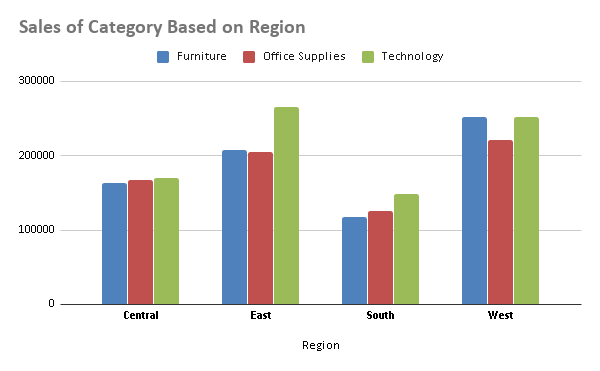 Sales of Category Based on Region
Furniture Office Supplies Technology
300000
200000
100000
0
Central East South West
Region